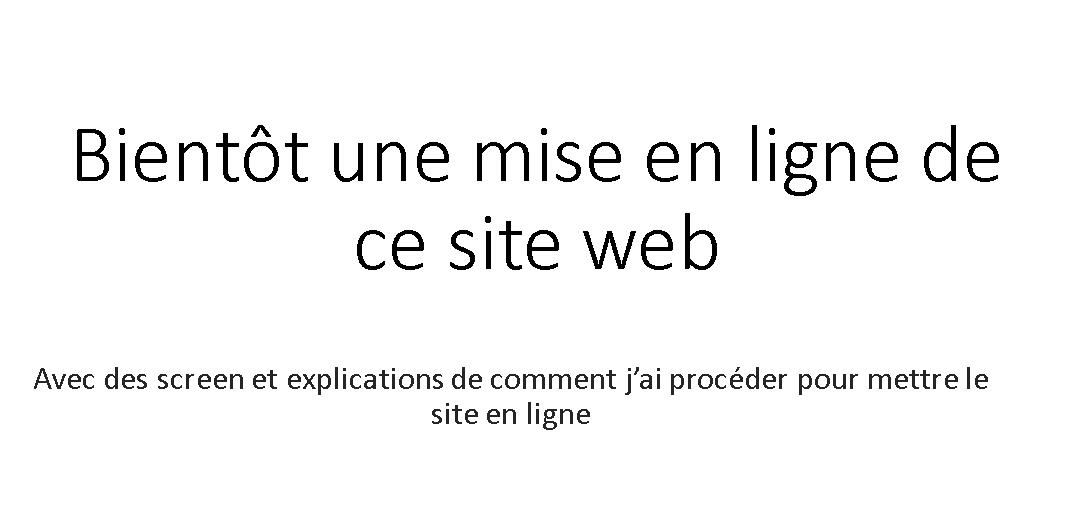 Bientôt une mise en ligne de
ce site web
Avec des screen et explications de comment j’ai procéder pour mettre le
site en ligne